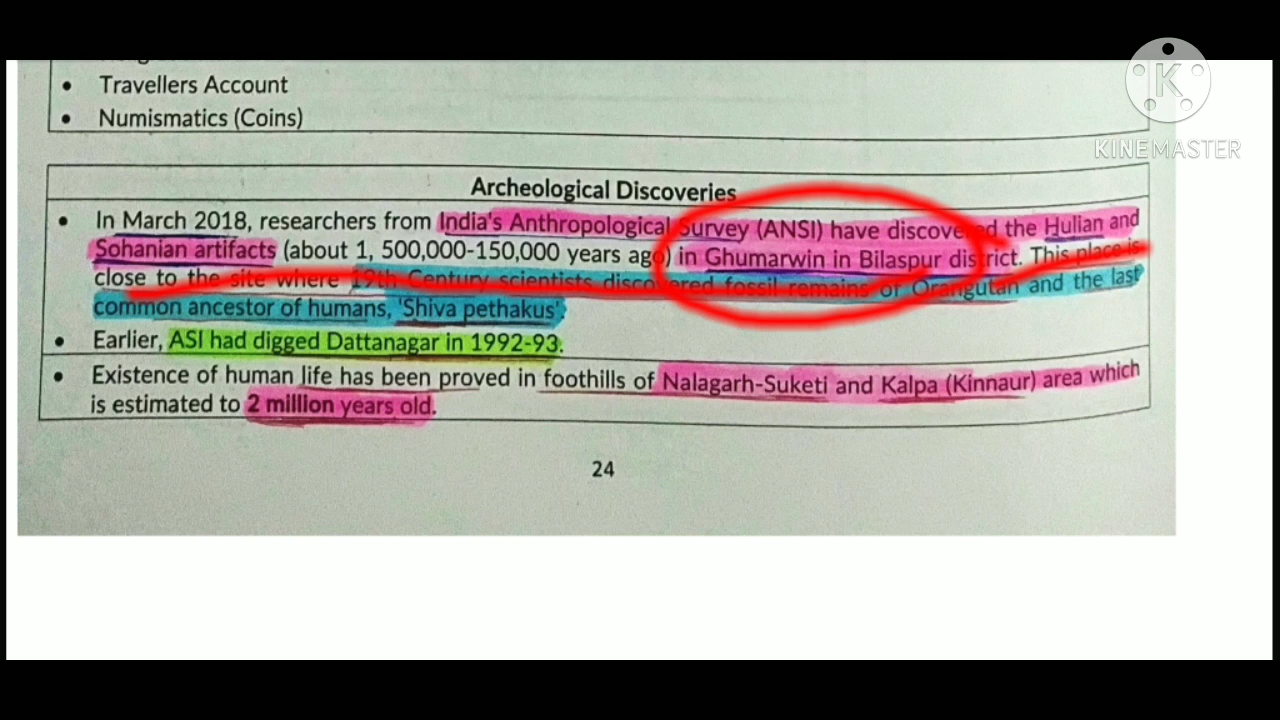 Travellers Account
Numismatics (Coins)
Archeological Discoveries
In March 2018, researchers from India's Anthropological Survey (ANSI) have discovered the Hulian and
Sohanian artifacts (about 1, 500,000-150,000 years ago) in Ghumarwin in Bilaspur district. This place is
close to the site where 19th Century scientists discovered fossil remains of Orangutan and the last
common ancestor of humans, 'Shiva pethakus'.
Earlier, ASI had digged Dattanagar in 1992-93.
Existence of human life has been proved in foothills of Nalagarh-Suketi and Kalpa (Kinnaur) area which
is estimated to 2 million years old.
24
K
KINEMASTER